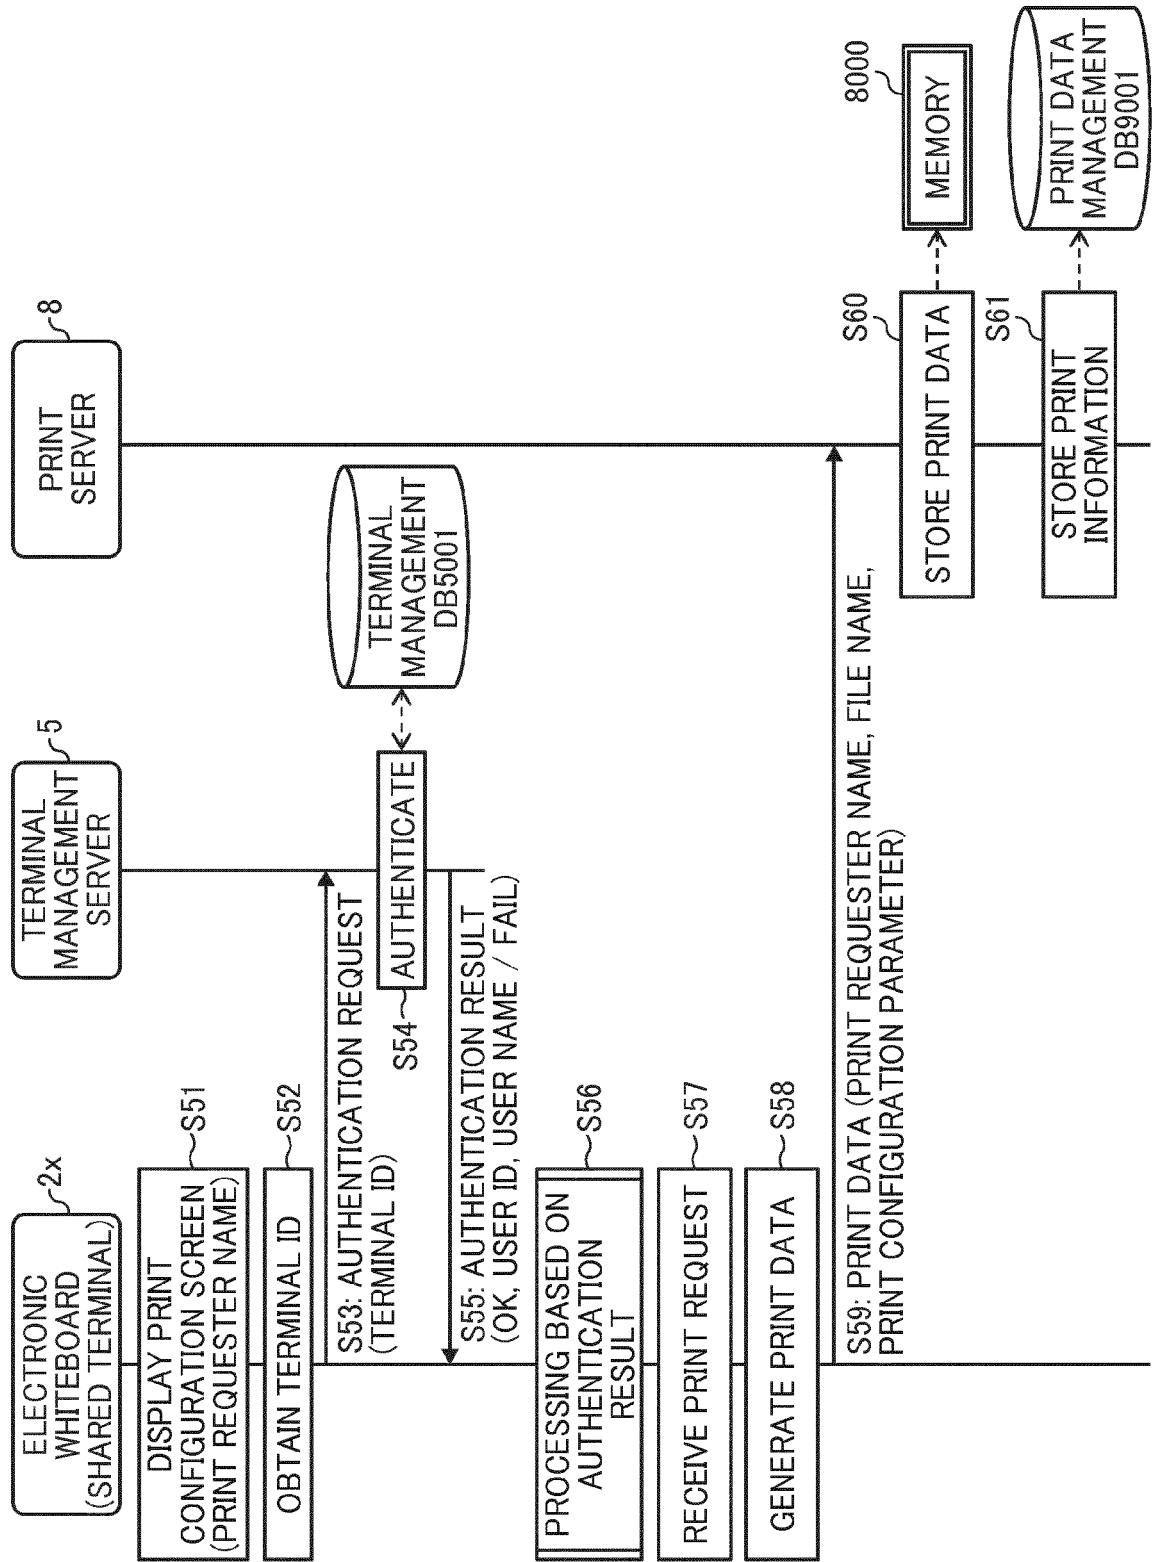 ELECTRONIC
WHITEBOARD
(SHARED TERMINAL)
2x
TERMINAL
MANAGEMENT
SERVER
5
PRINT
SERVER
8
DISPLAY PRINT
CONFIGURATION SCREEN
(PRINT REQUESTER NAME)
S51
OBTAIN TERMINAL ID
S52
S53: AUTHENTICATION REQUEST
(TERMINAL ID)
S54
AUTHENTICATE
TERMINAL
MANAGEMENT
DB5001
S55: AUTHENTICATION RESULT
(OK, USER ID, USER NAME / FAIL)
PROCESSING BASED ON
AUTHENTICATION
RESULT
S56
RECEIVE PRINT REQUEST
S57
GENERATE PRINT DATA
S58
S59: PRINT DATA (PRINT REQUESTER NAME, FILE NAME,
PRINT CONFIGURATION PARAMETER)
STORE PRINT DATA
S60
MEMORY
8000
STORE PRINT
INFORMATION
S61
PRINT DATA
MANAGEMENT
DB9001